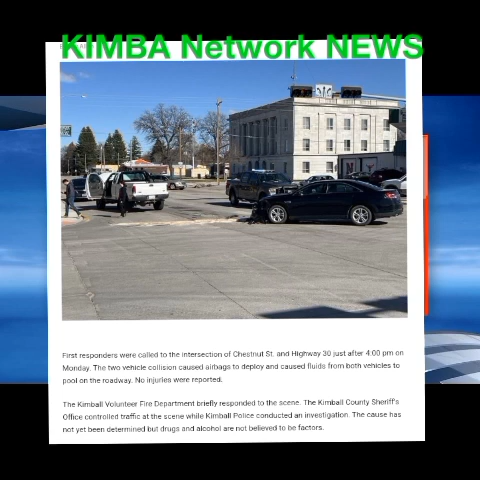 KIMBA Network NEWS
First responders were called to the intersection of Chestnut St. and Highway 30 just after 4:00 pm on
Monday. The two vehicle collision caused airbags to deploy and caused fluids from both vehicles to
pool on the roadway. No injuries were reported.
The Kimball Volunteer Fire Department briefly responded to the scene. The Kimball County Sheriff's
Office controlled traffic at the scene while Kimball Police conducted an investigation. The cause has
not yet been determined but drugs and alcohol are not believed to be factors.